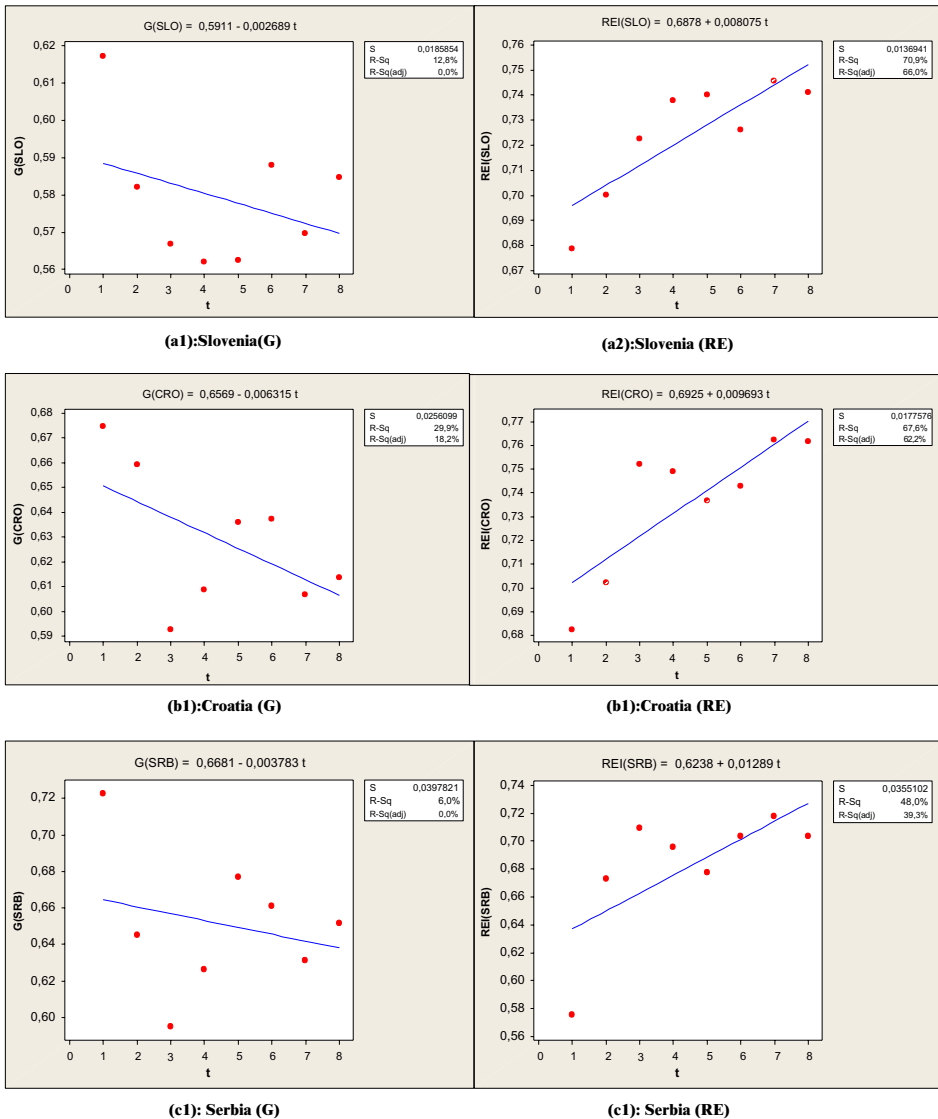 G(SLO) = 0,5911 - 0,002689 t
S 0,0185854
R-Sq 12,8%
R-Sq(adj) 0,0%
G(SLO)
0,62
0,61
0,60
0,59
0,58
0,57
0,56
0 1 2 3 4 5 6 7 8
t
(a1):Slovenia(G)
REI(SLO) = 0,6878 + 0,008075 t
S 0,0136941
R-Sq 70,9%
R-Sq(adj) 66,0%
REI(SLO)
0,76
0,75
0,74
0,73
0,72
0,71
0,70
0,69
0,68
0,67
0 1 2 3 4 5 6 7 8
t
(a2):Slovenia (RE)
G(CRO) = 0,6569 - 0,006315 t
S 0,0256099
R-Sq 29,9%
R-Sq(adj) 18,2%
G(CRO)
0,68
0,67
0,66
0,65
0,64
0,63
0,62
0,61
0,60
0,59
0 1 2 3 4 5 6 7 8
t
(b1):Croatia (G)
REI(CRO) = 0,6925 + 0,009693 t
S 0,0177576
R-Sq 67,6%
R-Sq(adj) 62,2%
REI(CRO)
0,77
0,76
0,75
0,74
0,73
0,72
0,71
0,70
0,69
0,68
0 1 2 3 4 5 6 7 8
t
(b1):Croatia (RE)
G(SRB) = 0,6681 - 0,003783 t
S 0,0397821
R-Sq 6,0%
R-Sq(adj) 0,0%
G(SRB)
0,72
0,70
0,68
0,66
0,64
0,62
0,60
0 1 2 3 4 5 6 7 8
t
(c1): Serbia (G)
REI(SRB) = 0,6238 + 0,01289 t
S 0,0355102
R-Sq 48,0%
R-Sq(adj) 39,3%
REI(SRB)
0,74
0,72
0,70
0,68
0,66
0,64
0,62
0,60
0,58
0,56
0 1 2 3 4 5 6 7 8
t
(c1): Serbia (RE)